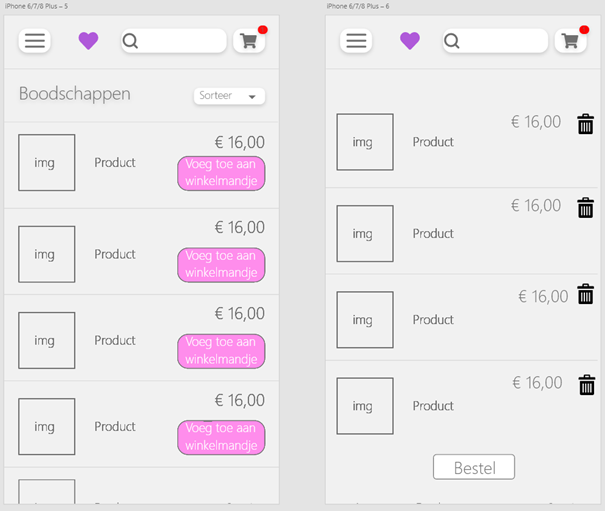 iPhone 6/7/8 Plus – 5
Boodschappen
Sorteer
img
Product
€ 16,00
Voeg toe aan
winkelmandje
img
Product
€ 16,00
Voeg toe aan
winkelmandje
img
Product
€ 16,00
Voeg toe aan
winkelmandje
img
Product
€ 16,00
Voeg toe aan
winkelmandje
iPhone 6/7/8 Plus – 6
img
Product
€ 16,00
img
Product
€ 16,00
img
Product
€ 16,00
img
Product
€ 16,00
Bestel